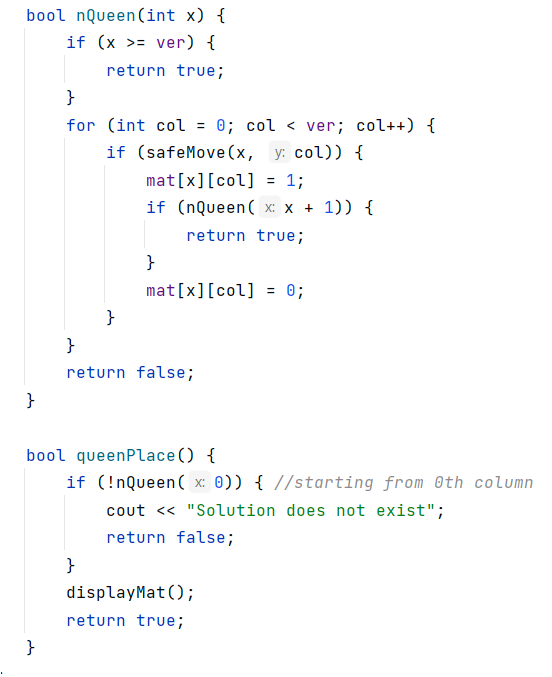 bool nQueen(int x) {
    if (x >= ver) {
        return true;
    }
    for (int col = 0; col < ver; col++) {
        if (safeMove(x, y: col)) {
            mat[x][col] = 1;
            if (nQueen( x: x + 1)) {
                return true;
            }
            mat[x][col] = 0;
        }
    }
    return false;
}

bool queenPlace() {
    if (!nQueen( x: 0)) { //starting from 0th column
        cout << "Solution does not exist";
        return false;
    }
    displayMat();
    return true;
}